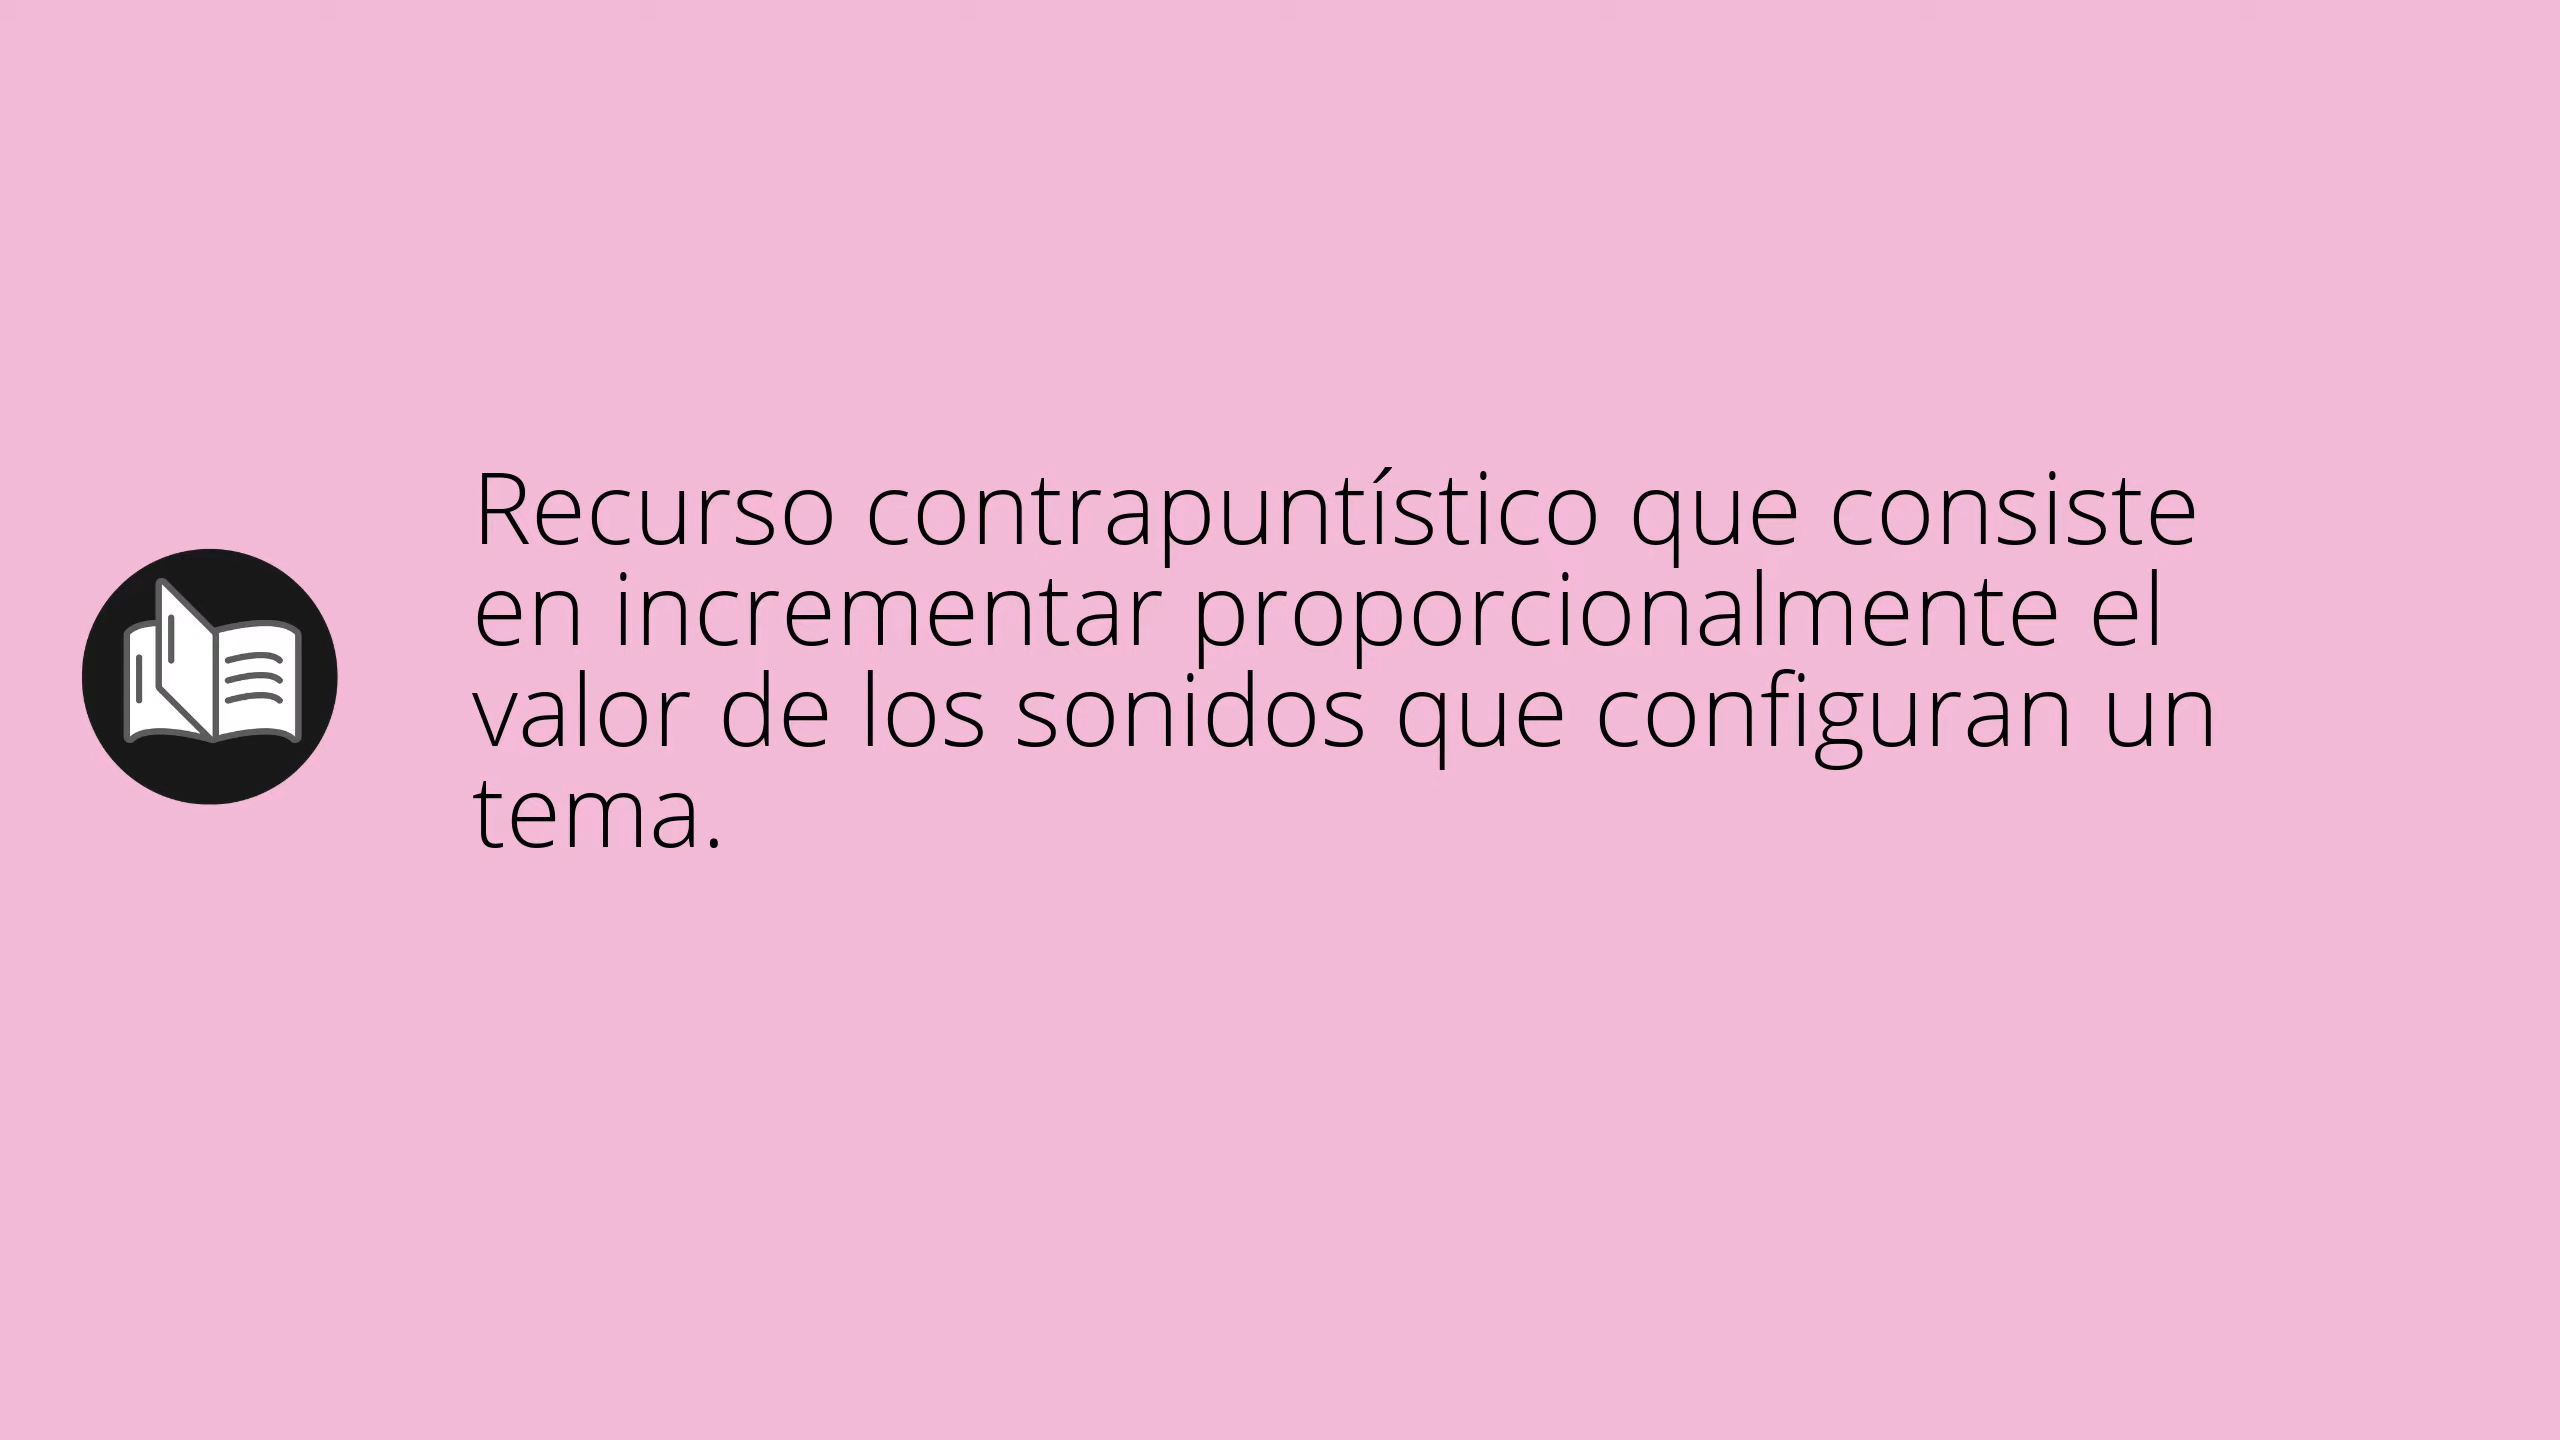 Recurso contrapuntístico que consiste
en incrementar proporcionalmente el
valor de los sonidos que configuran un
tema.